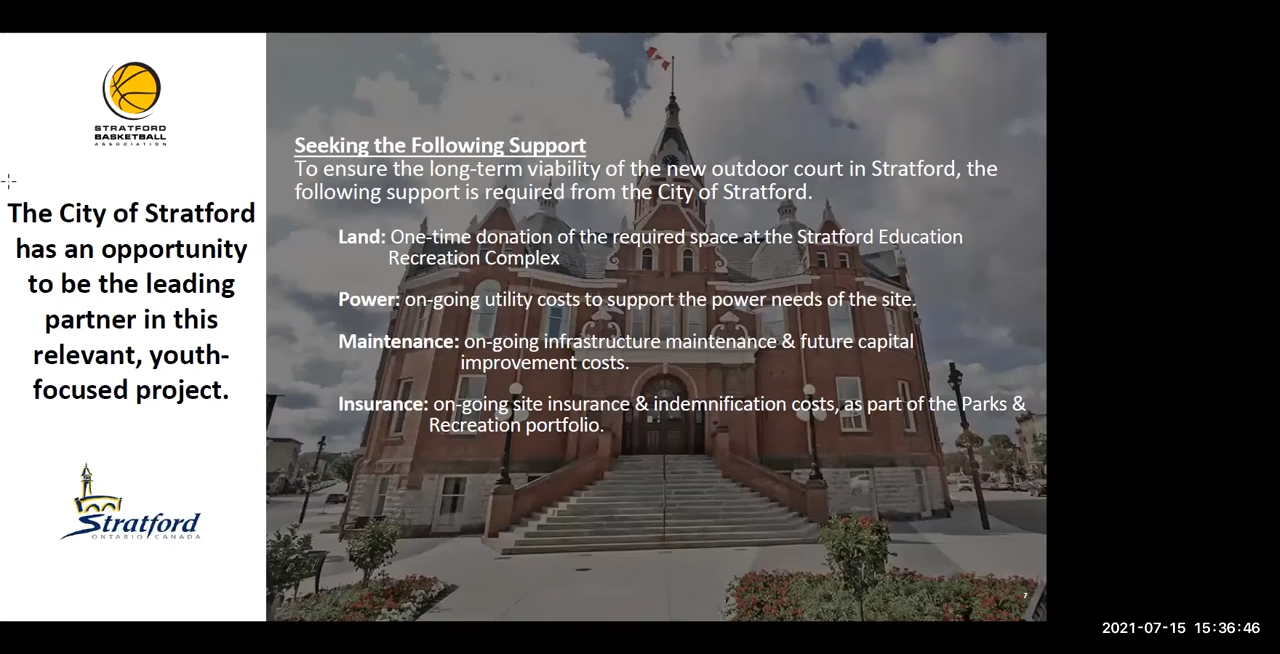 STRATFORD
BASKETBALL
ASSOCIATION
The City of Stratford
has an opportunity
to be the leading
partner in this
relevant, youth-
focused project.
Stratford
ONTARIO CANADA
Seeking the Following Support
To ensure the long-term viability of the new outdoor court in Stratford, the
following support is required from the City of Stratford.
Land: One-time donation of the required space at the Stratford Education
Recreation Complex
Power: on-going utility costs to support the power needs of the site.
Maintenance: on-going infrastructure maintenance & future capital
improvement costs.
Insurance: on-going site insurance & indemnification costs, as part of the Parks &
Recreation portfolio.
7
2021-07-15 15:36:46